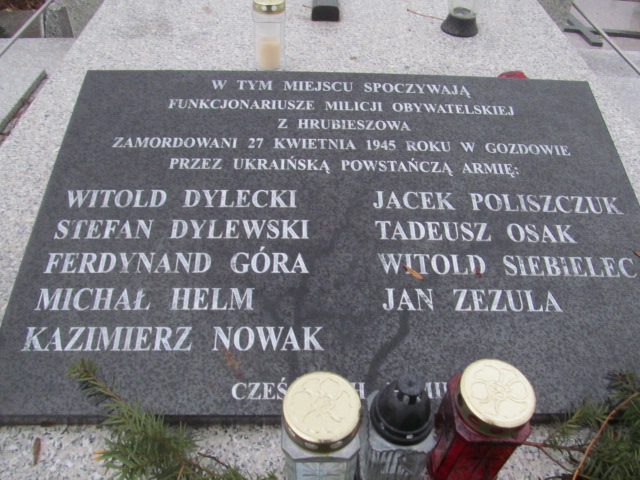 W TYM MIEJSCU SPOCZYWAJĄ
FUNKCJONARIUSZE MILICJI OBYWATELSKIEJ
Z HRUBIESZOWA
ZAMORDOWANI 27 KWIETNIA 1945 ROKU W GOZDOWIE
PRZEZ UKRAIŃSKĄ POWSTAŃCZĄ ARMIĘ:
WITOLD DYLECKI
STEFAN DYLEWSKI
FERDYNAND GÓRA
MICHAŁ HELM
KAZIMIERZ NOWAK
JACEK POLISZCZUK
TADEUSZ OSAK
WITOLD SIEBIELEC
JAN ZEZULA